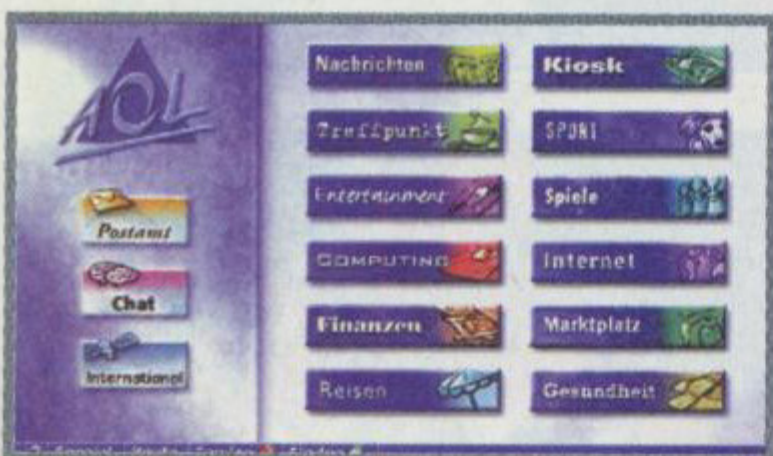 AOL
Postamt
Chat
International
Nachrichten
Treffpunkt
Entertainment
COMPUTING
Finanzen
Reisen
Kiosk
SPORT
Spiele
Internet
Marktplatz
Gesundheit